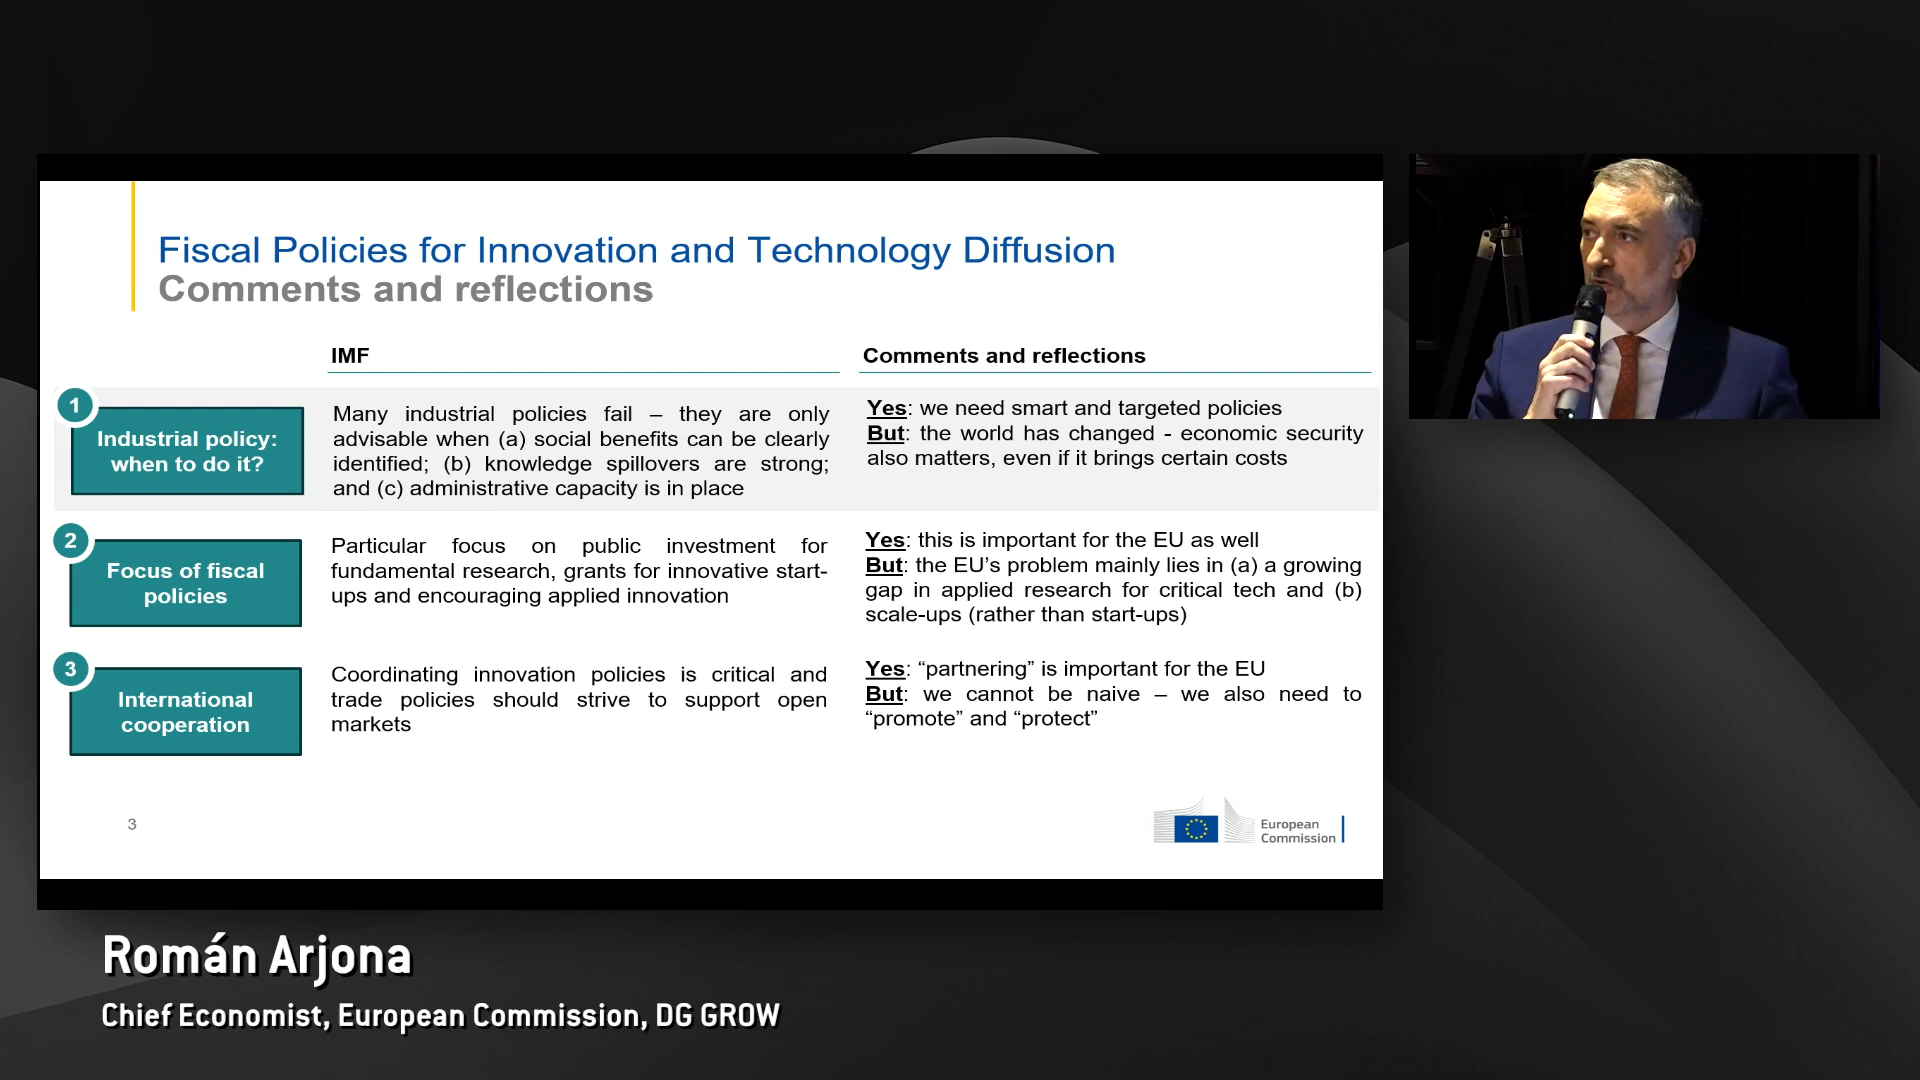 Fiscal Policies for Innovation and Technology Diffusion
Comments and reflections
IMF
Comments and reflections
1
Industrial policy:
when to do it?
Many industrial policies fail – they are only
advisable when (a) social benefits can be clearly
identified; (b) knowledge spillovers are strong;
and (c) administrative capacity is in place
Yes: we need smart and targeted policies
But: the world has changed - economic security
also matters, even if it brings certain costs
2
Focus of fiscal
policies
Particular focus on public investment for
fundamental research, grants for innovative start-
ups and encouraging applied innovation
Yes: this is important for the EU as well
But: the EU’s problem mainly lies in (a) a growing
gap in applied research for critical tech and (b)
scale-ups (rather than start-ups)
3
International
cooperation
Coordinating innovation policies is critical and
trade policies should strive to support open
markets
Yes: “partnering” is important for the EU
But: we cannot be naive – we also need to
“promote” and “protect”
3
European
Commission
Román Arjona
Chief Economist, European Commission, DG GROW